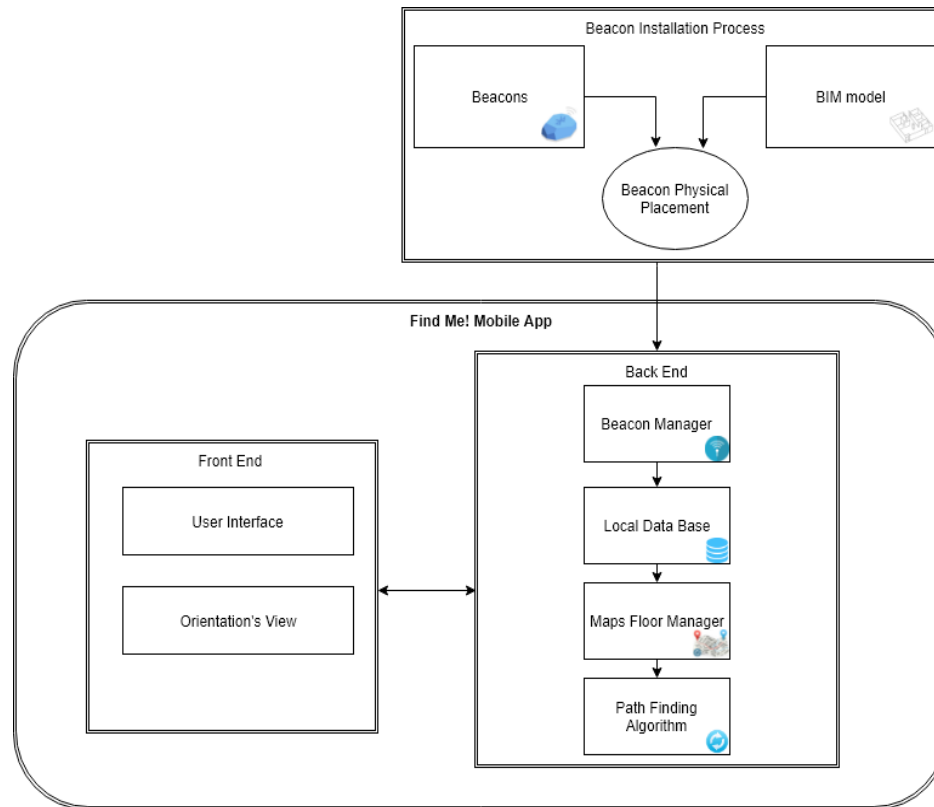 Beacon Installation Process
Beacons
BIM model
Beacon Physical
Placement
Find Me! Mobile App
Back End
Beacon Manager
Front End
User Interface
Local Data Base
Orientation's View
Maps Floor Manager
Path Finding
Algorithm